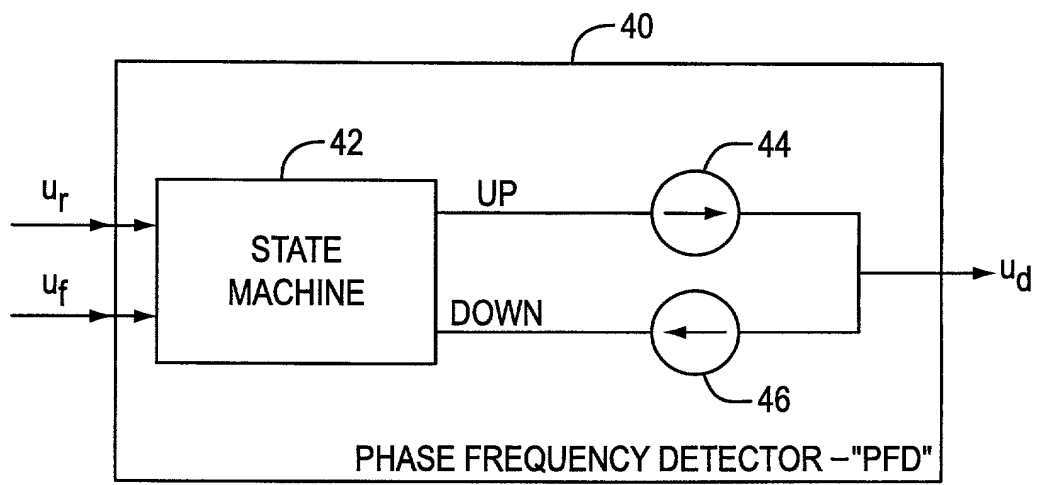 40
42
44
u_r
UP
STATE
MACHINE
u_f
u_d
DOWN
46
PHASE FREQUENCY DETECTOR – "PFD"